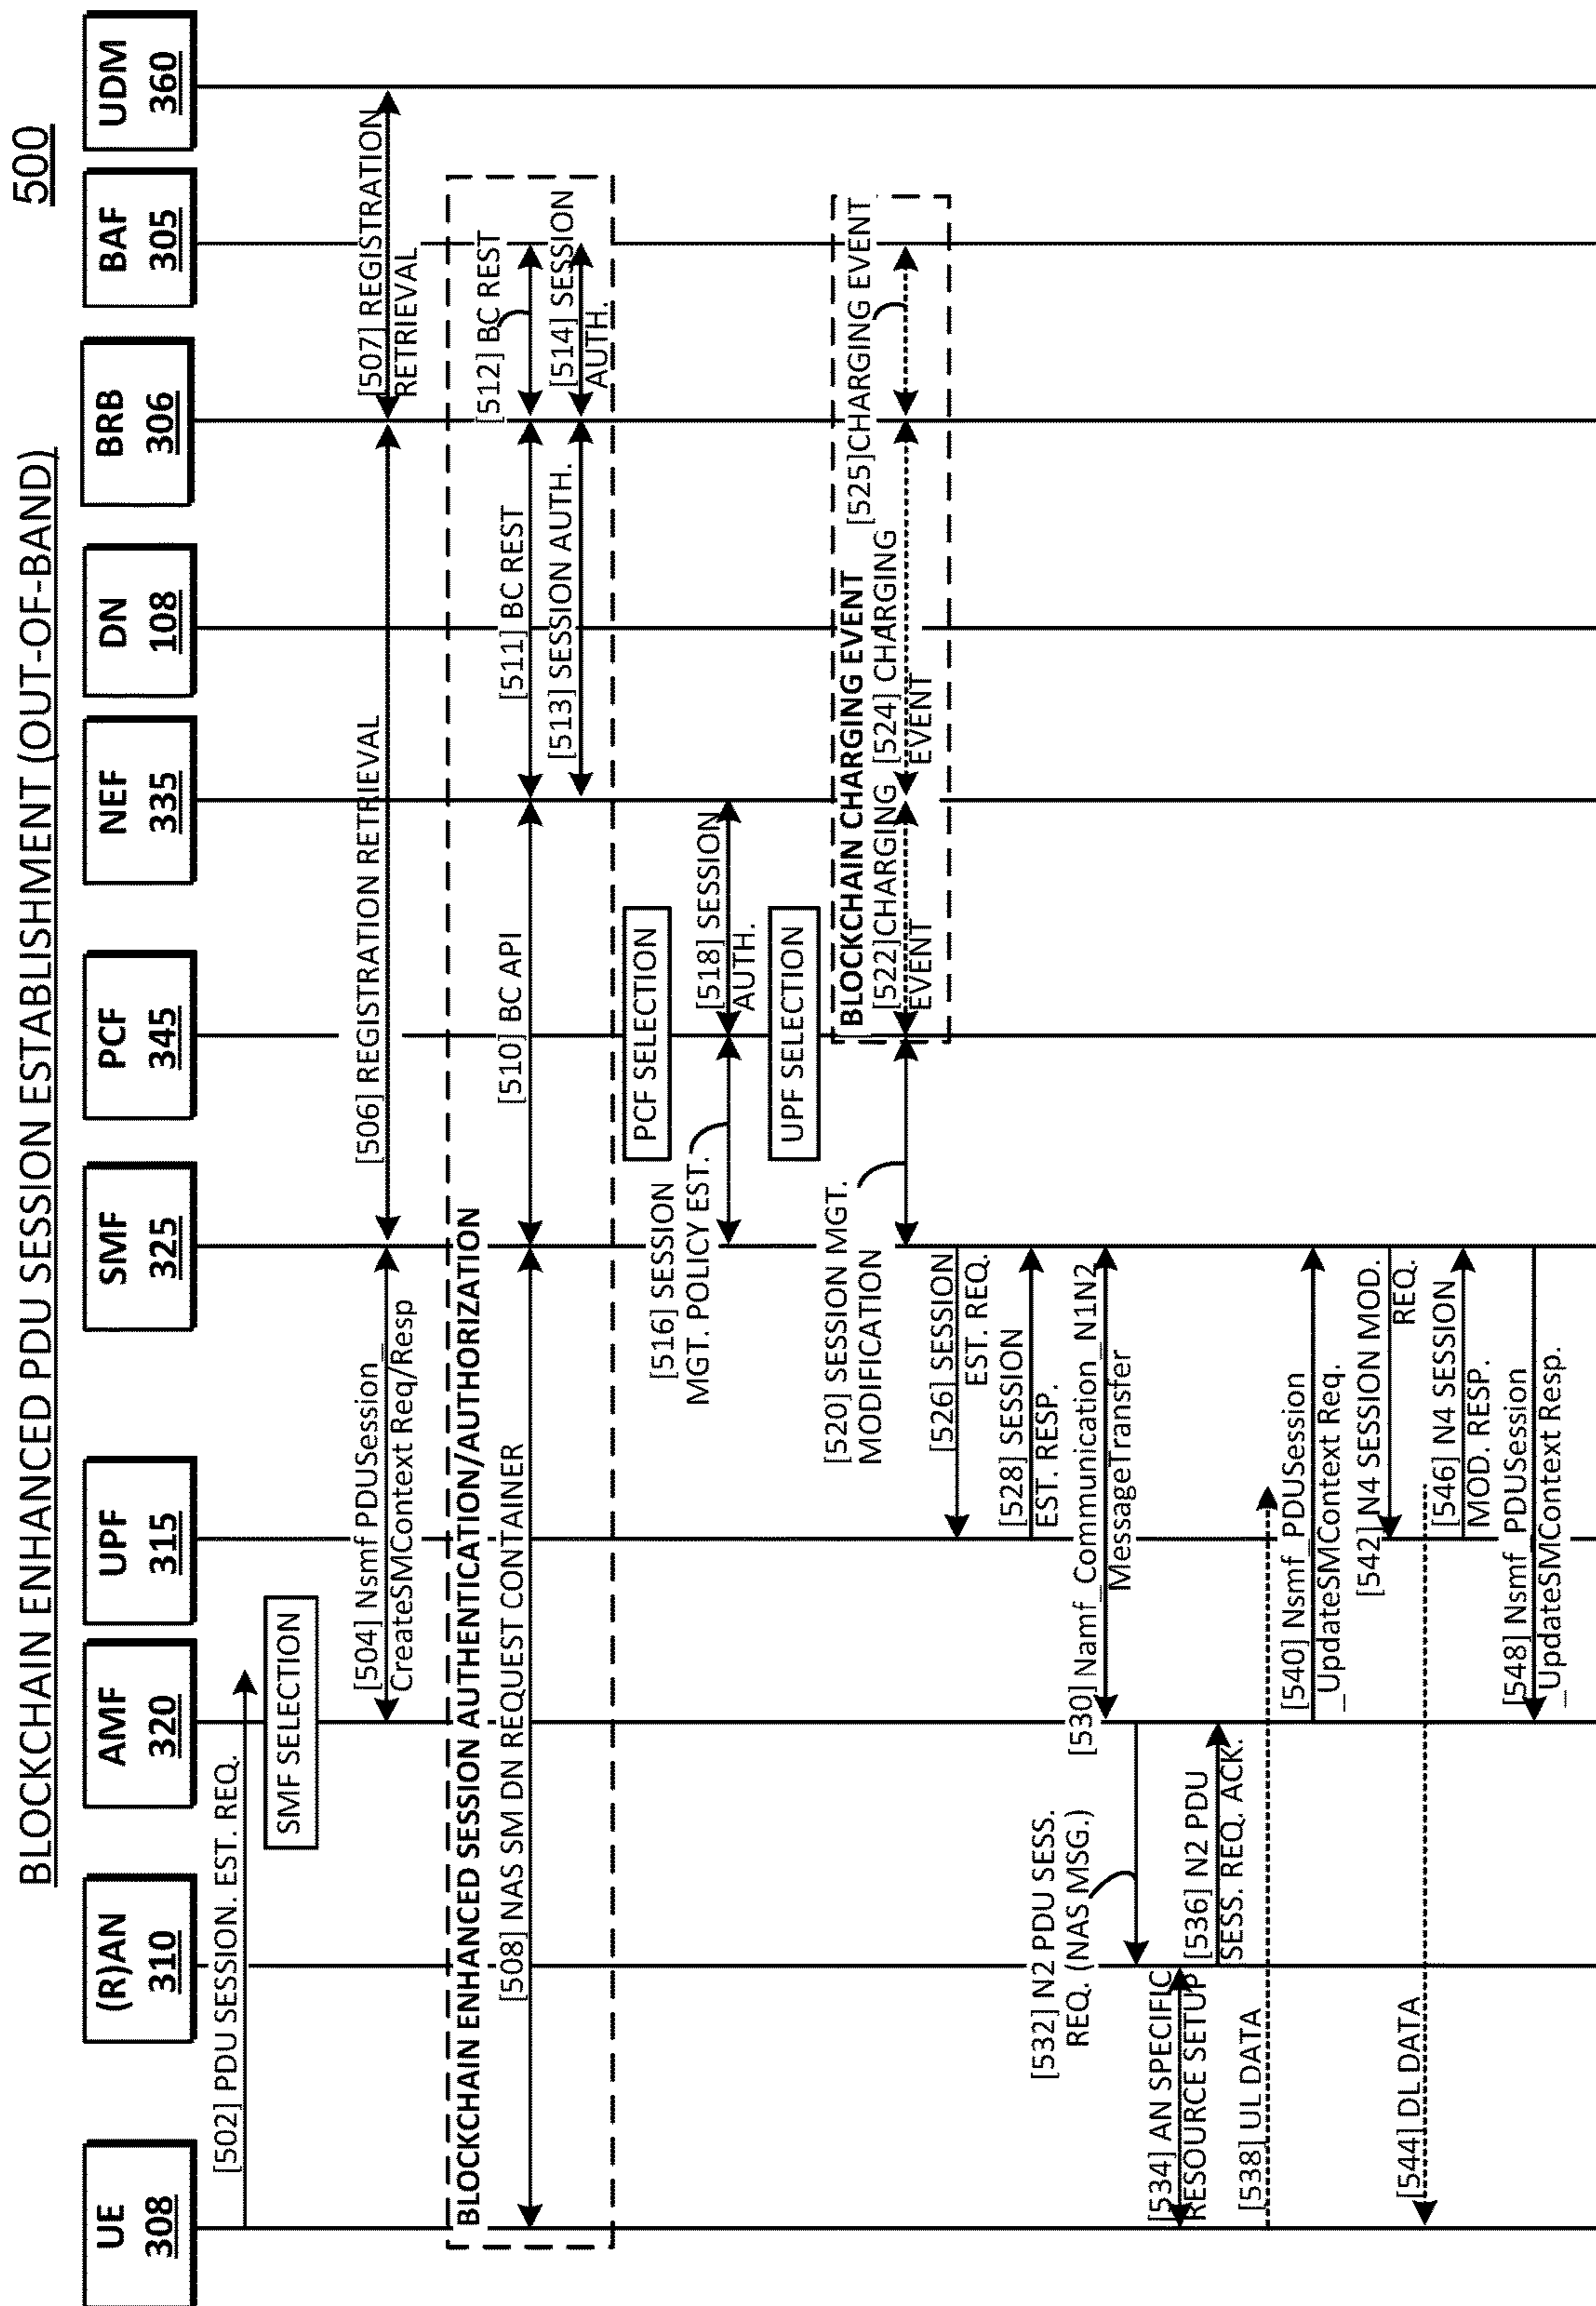 500
BLOCKCHAIN ENHANCED PDU SESSION ESTABLISHMENT (OUT-OF-BAND)
UE
308
(R)AN
310
AMF
320
UPF
315
SMF
325
PCF
345
NEF
335
DN
108
BRB
306
BAF
305
UDM
360
[502] PDU SESSION. EST. REQ.
SMF SELECTION
[504] Nsmf PDUSession_
CreateSMContext Req/Resp
[506] REGISTRATION RETRIEVAL
[507] REGISTRATION
RETRIEVAL
BLOCKCHAIN ENHANCED SESSION AUTHENTICATION/AUTHORIZATION
[508] NAS SM DN REQUEST CONTAINER
[510] BC API
[511] BC REST
[512] BC REST
[513] SESSION AUTH.
[514] SESSION
AUTH.
PCF SELECTION
[516] SESSION
MGT. POLICY EST.
[518] SESSION
AUTH.
UPF SELECTION
BLOCKCHAIN CHARGING EVENT
[520] SESSION MGT.
MODIFICATION
[522]CHARGING
EVENT
[524] CHARGING
EVENT
[525]CHARGING EVENT
[526] SESSION
EST. REQ.
[528] SESSION
EST. RESP.
[530] Namf_Communication_N1N2
MessageTransfer
[532] N2 PDU SESS.
REQ. (NAS MSG.)
[534] AN SPECIFIC
RESOURCE SETUP
[536] N2 PDU
SESS. REQ. ACK.
[538] UL DATA
[540] Nsmf_PDUSession
_UpdateSMContext Req.
[542] N4 SESSION MOD.
REQ.
[544] DL DATA
[546] N4 SESSION
MOD. RESP.
[548] Nsmf_PDUSession
_UpdateSMContext Resp.